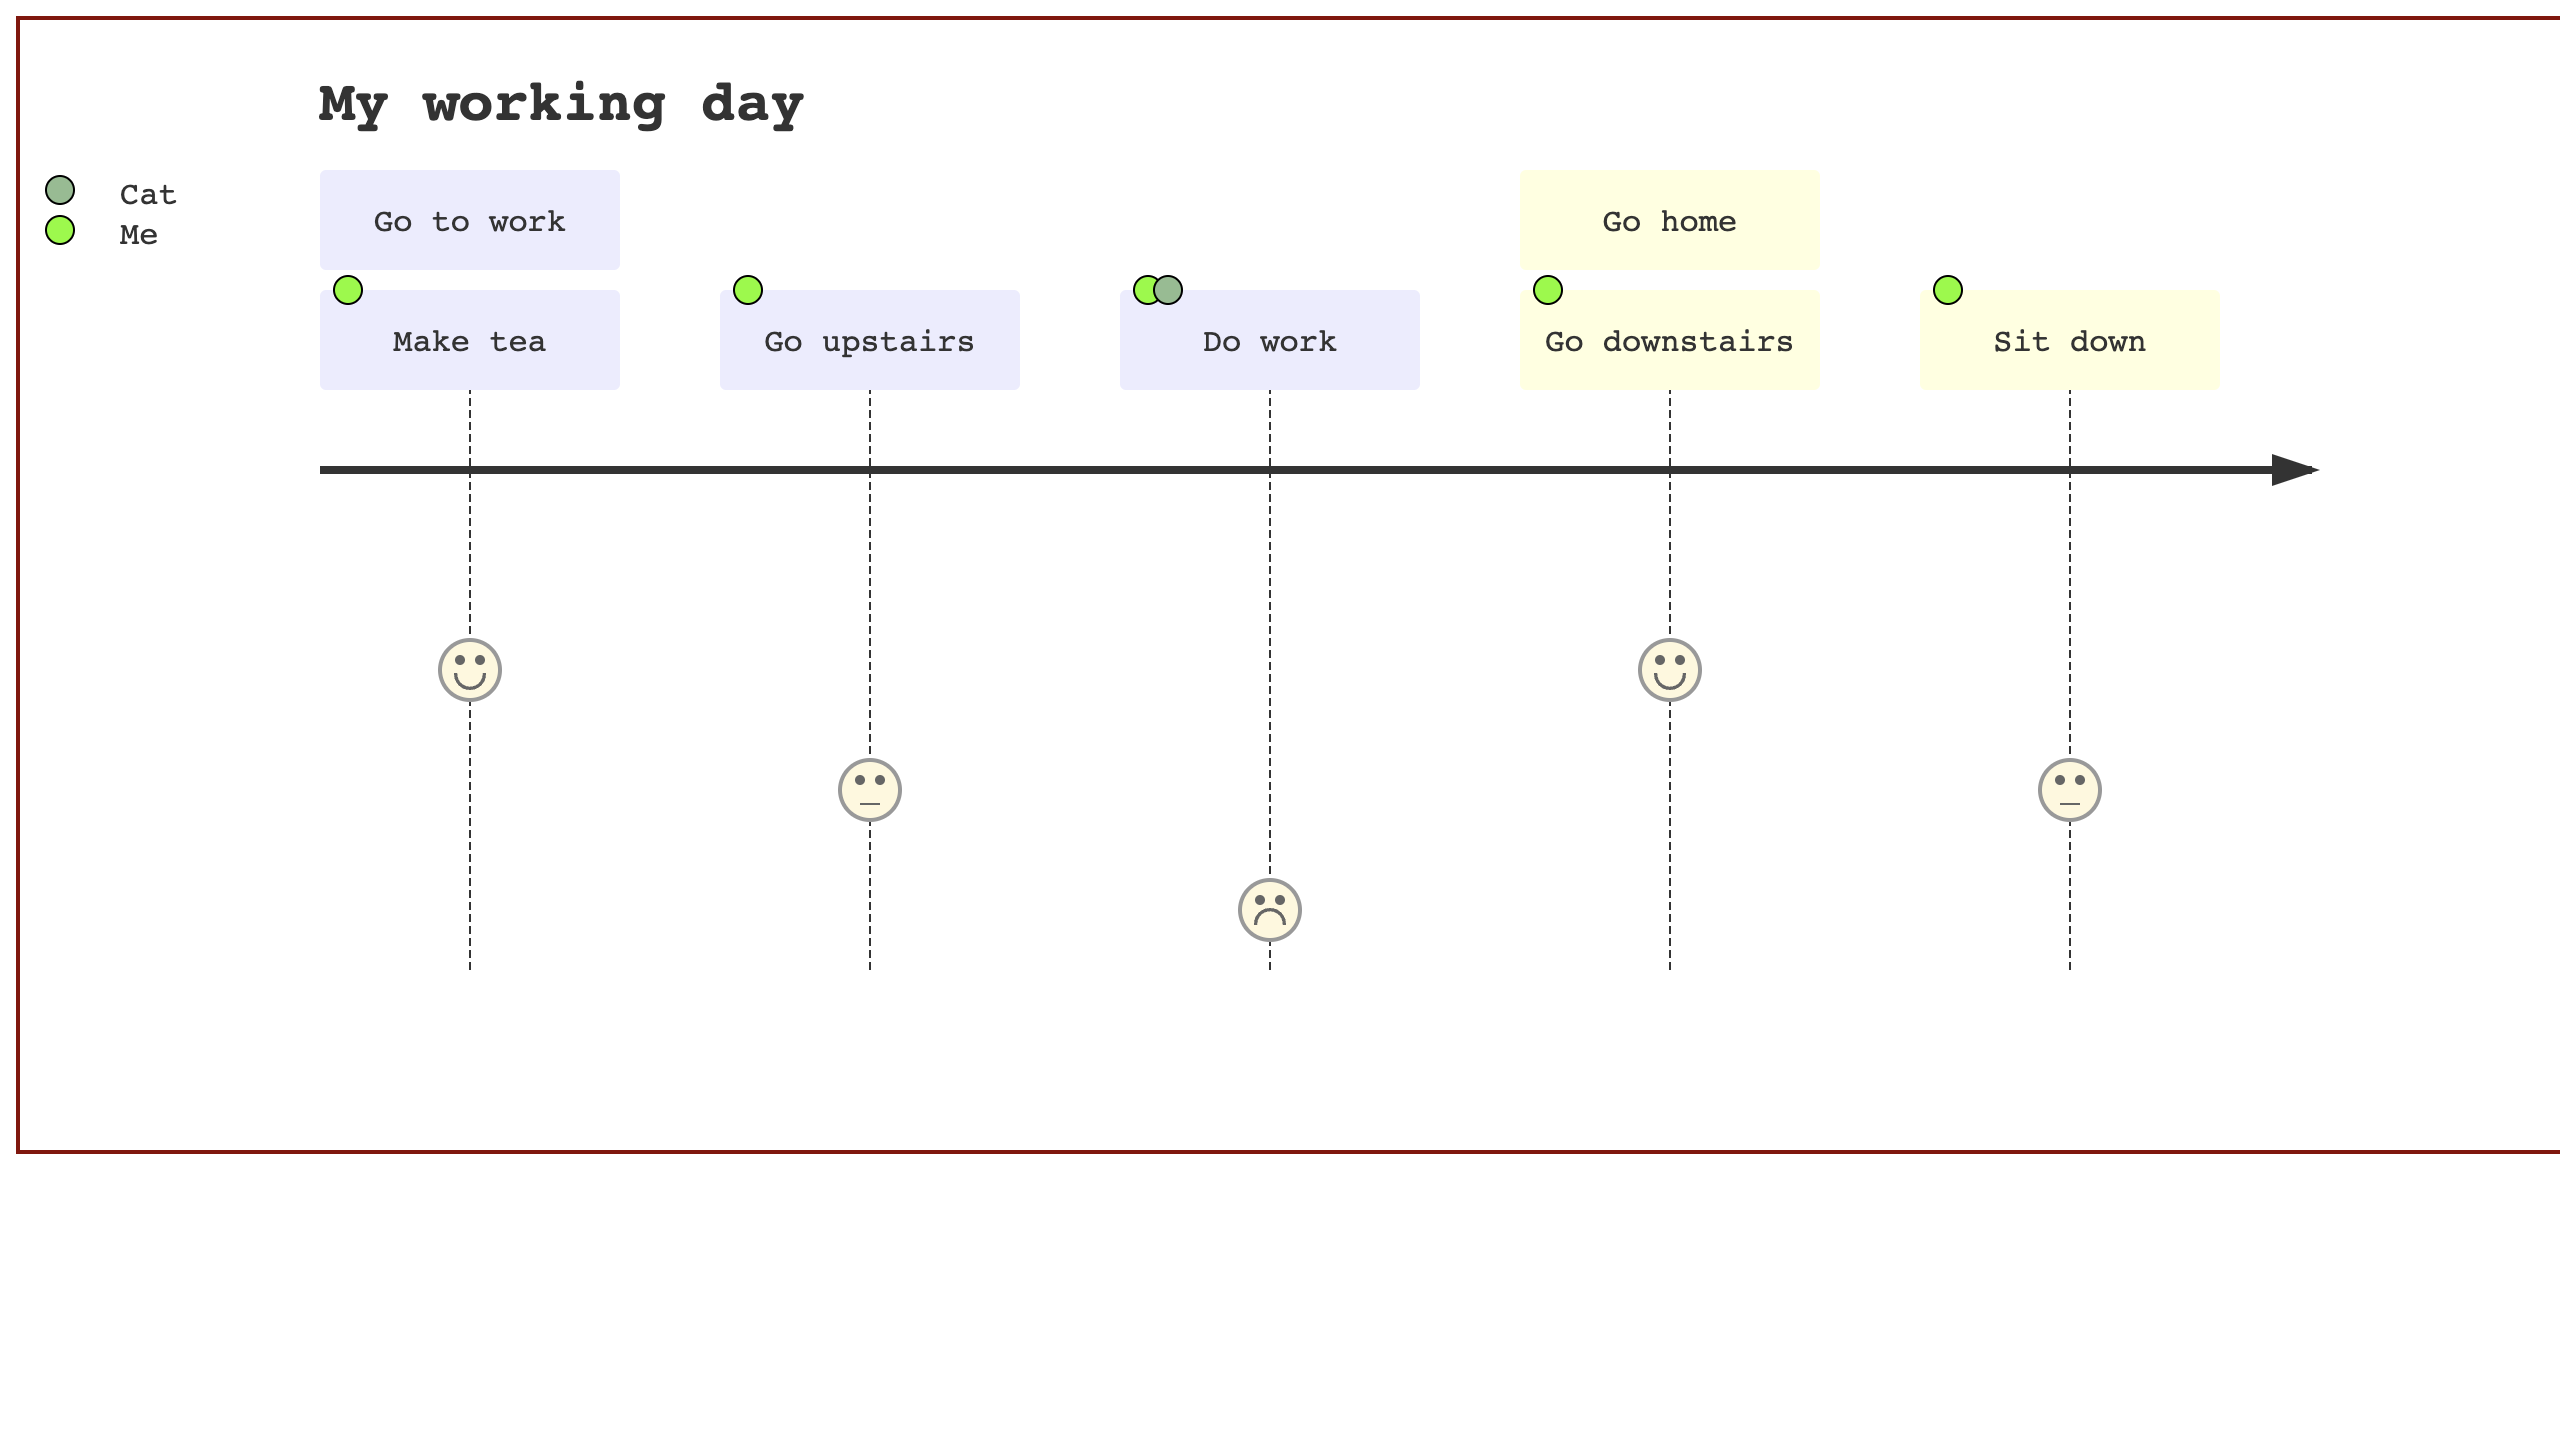 My working day
Cat
Me
Go to work
Go home
Make tea
Go upstairs
Do work
Go downstairs
Sit down